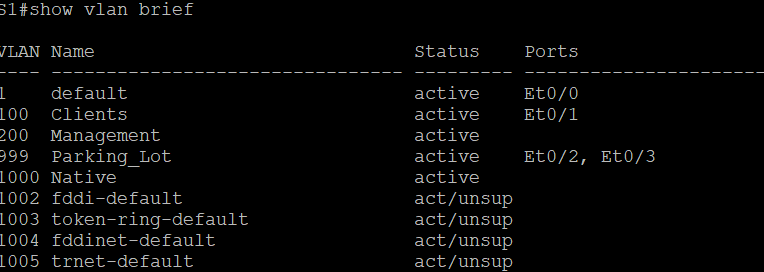 S1#show vlan brief
VLAN Name                             Status    Ports
---- -------------------------------- --------- -------------------------------
1    default                          active    Et0/0
100  Clients                          active    Et0/1
200  Management                       active
999  Parking_Lot                      active    Et0/2, Et0/3
1000 Native                           active
1002 fddi-default                     act/unsup
1003 token-ring-default               act/unsup
1004 fddinet-default                  act/unsup
1005 trnet-default                    act/unsup